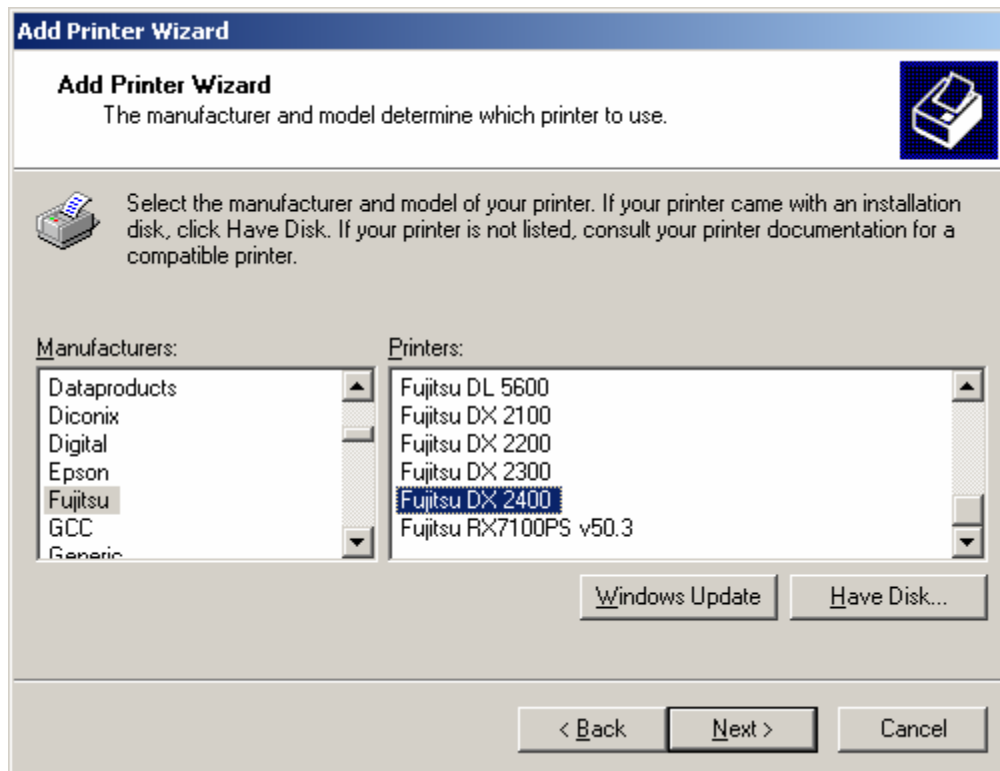 Add Printer Wizard
Add Printer Wizard
The manufacturer and model determine which printer to use.
Select the manufacturer and model of your printer. If your printer came with an installation
disk, click Have Disk. If your printer is not listed, consult your printer documentation for a
compatible printer.
Manufacturers:
Dataproducts
Diconix
Digital
Epson
Fujitsu
GCC
Generic
Printers:
Fujitsu DL 5600
Fujitsu DX 2100
Fujitsu DX 2200
Fujitsu DX 2300
Fujitsu DX 2400
Fujitsu RX7100PS v50.3
Windows Update
Have Disk...
< Back
Next >
Cancel